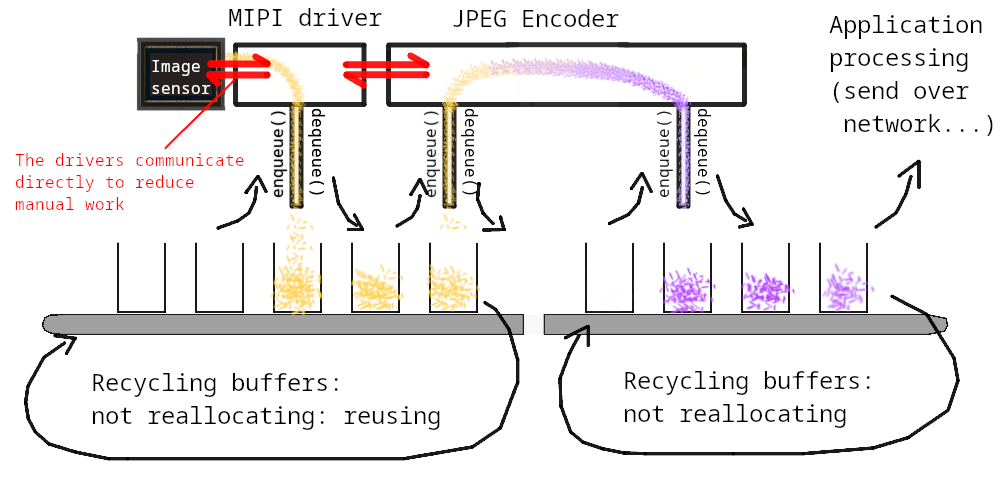 MIPI driver
JPEG Encoder
Application
processing
(send over
network...)
Image
sensor
enqueue()
dequeue()
enqueue()
dequeue()
enqueue()
dequeue()
The drivers communicate
directly to reduce
manual work
Recycling buffers:
not reallocating: reusing
Recycling buffers:
not reallocating